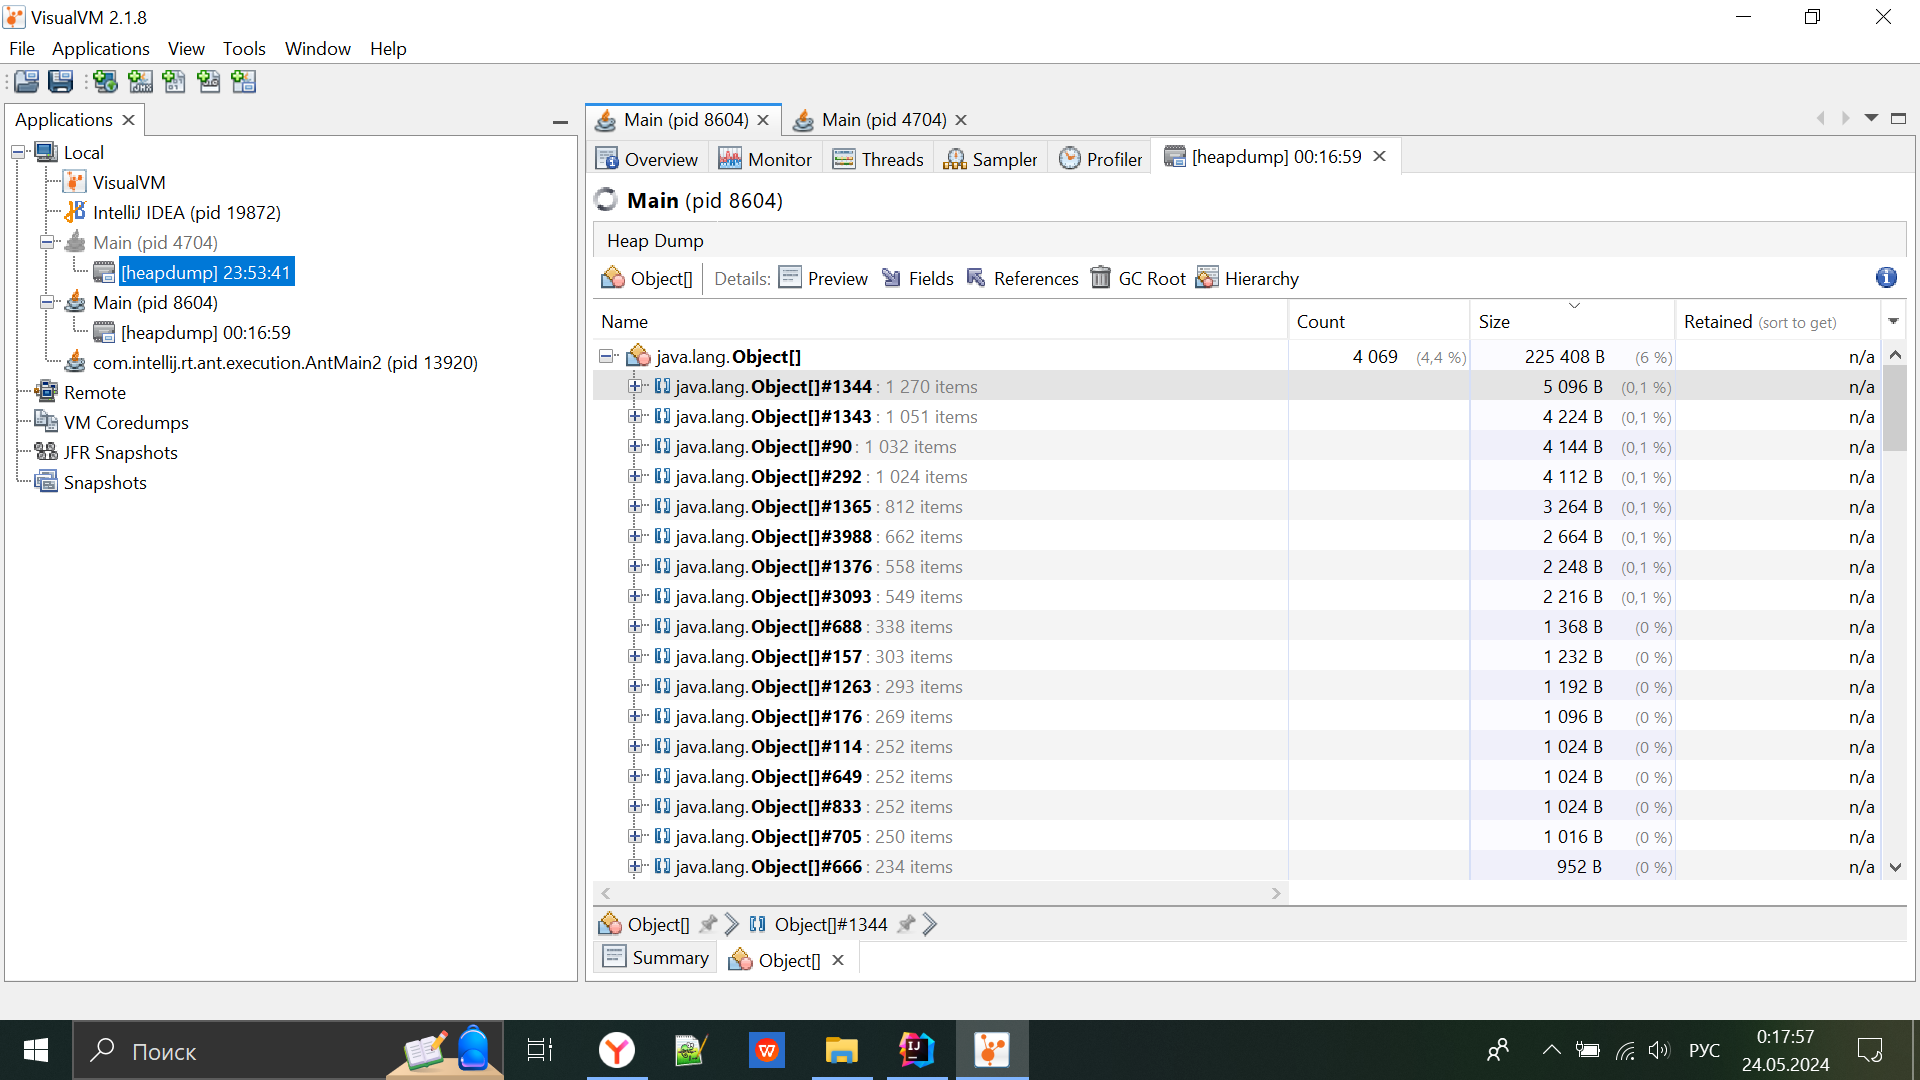 VisualVM 2.1.8
File Applications View Tools Window Help
Applications
Local
VisualVM
IntelliJ IDEA (pid 19872)
Main (pid 4704)
[heapdump] 23:53:41
Main (pid 8604)
[heapdump] 00:16:59
com.intellij.rt.ant.execution.AntMain2 (pid 13920)
Remote
VM Coredumps
JFR Snapshots
Snapshots
Main (pid 8604) Main (pid 4704)
Overview Monitor Threads Sampler Profiler [heapdump] 00:16:59
Main (pid 8604)
Heap Dump
Object[] Details: Preview Fields References GC Root Hierarchy
Name Count Size Retained (sort to get)
java.lang.Object[] 4 069 (4,4 %) 225 408 B (6 %) n/a
java.lang.Object[]#1344 : 1 270 items 5 096 B (0,1 %) n/a
java.lang.Object[]#1343 : 1 051 items 4 224 B (0,1 %) n/a
java.lang.Object[]#90 : 1 032 items 4 144 B (0,1 %) n/a
java.lang.Object[]#292 : 1 024 items 4 112 B (0,1 %) n/a
java.lang.Object[]#1365 : 812 items 3 264 B (0,1 %) n/a
java.lang.Object[]#3988 : 662 items 2 664 B (0,1 %) n/a
java.lang.Object[]#1376 : 558 items 2 248 B (0,1 %) n/a
java.lang.Object[]#3093 : 549 items 2 216 B (0,1 %) n/a
java.lang.Object[]#688 : 338 items 1 368 B (0 %) n/a
java.lang.Object[]#157 : 303 items 1 232 B (0 %) n/a
java.lang.Object[]#1263 : 293 items 1 192 B (0 %) n/a
java.lang.Object[]#176 : 269 items 1 096 B (0 %) n/a
java.lang.Object[]#114 : 252 items 1 024 B (0 %) n/a
java.lang.Object[]#649 : 252 items 1 024 B (0 %) n/a
java.lang.Object[]#833 : 252 items 1 024 B (0 %) n/a
java.lang.Object[]#705 : 250 items 1 016 B (0 %) n/a
java.lang.Object[]#666 : 234 items 952 B (0 %) n/a
Object[] Object[]#1344
Summary Object[]
Поиск
РУС
0:17:57
24.05.2024